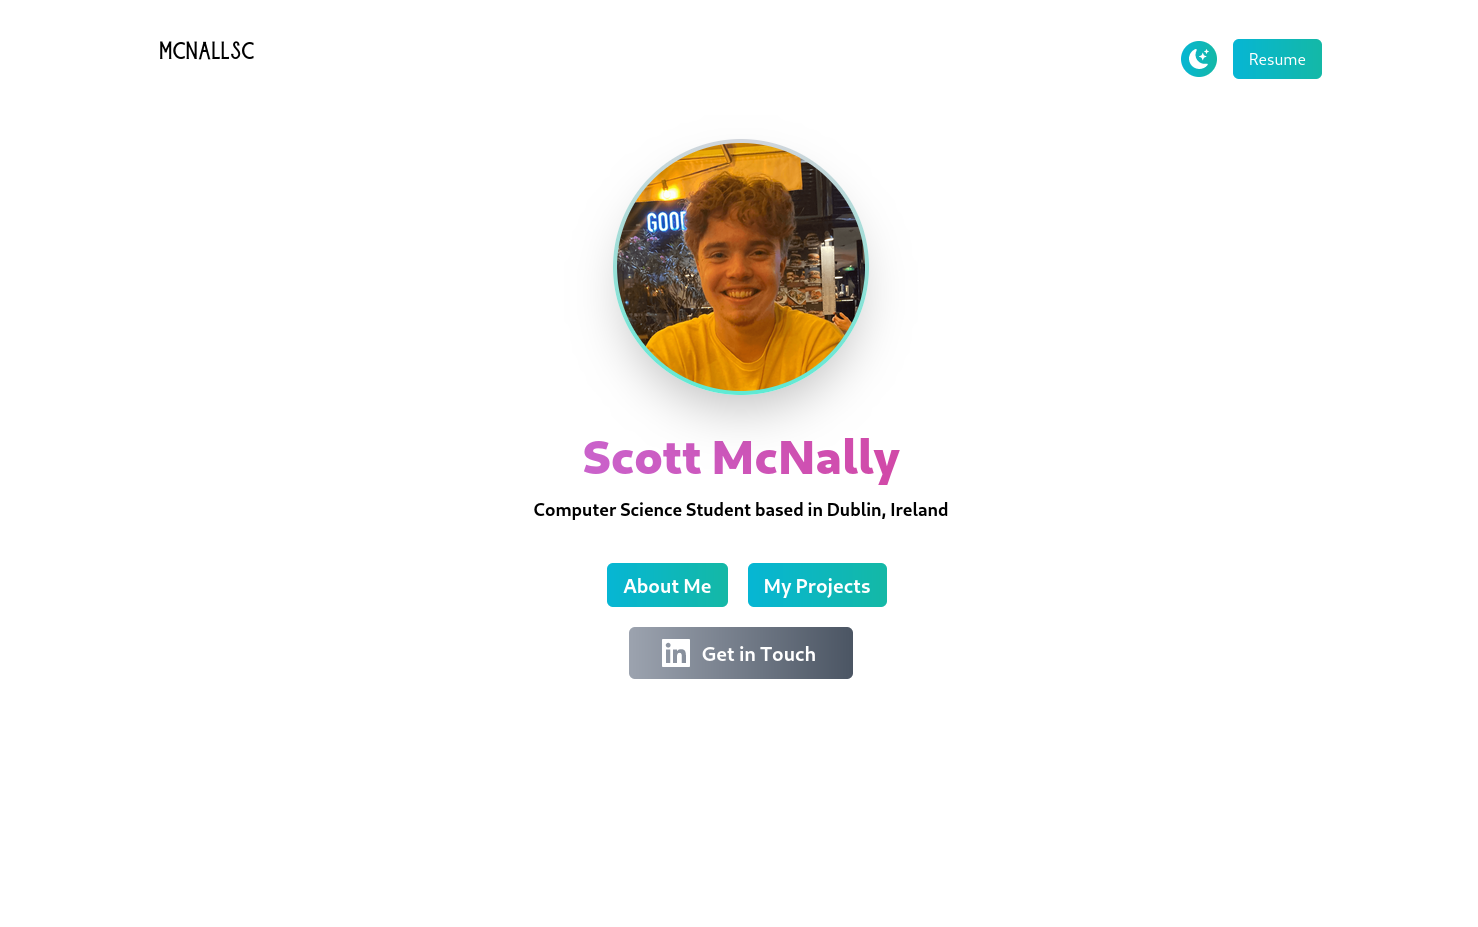 MCNALLSC
Resume
GOOD
Scott McNally
Computer Science Student based in Dublin, Ireland
About Me
My Projects
in Get in Touch